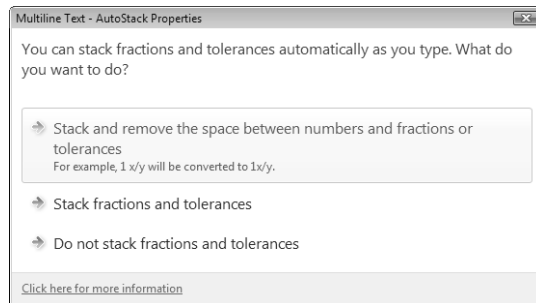 Multiline Text - AutoStack Properties
You can stack fractions and tolerances automatically as you type. What do
you want to do?
Stack and remove the space between numbers and fractions or
tolerances
For example, 1 x/y will be converted to 1x/y.
Stack fractions and tolerances
Do not stack fractions and tolerances
Click here for more information